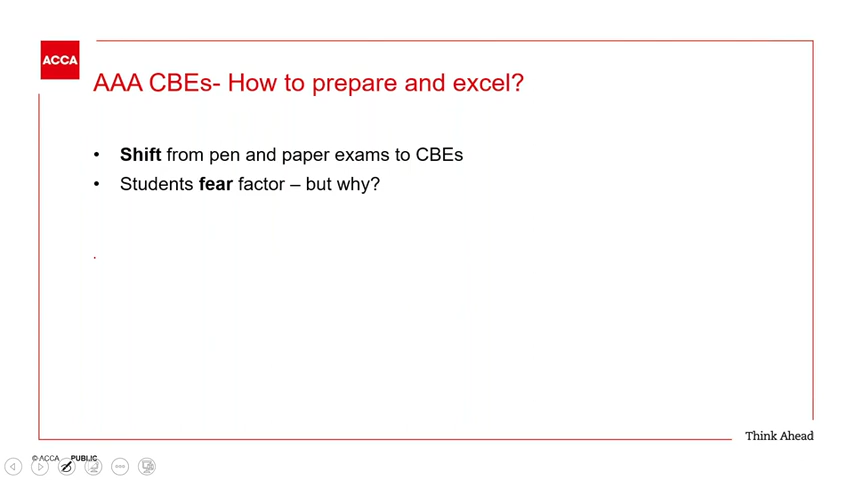 ACCA
AAA CBEs- How to prepare and excel?
• Shift from pen and paper exams to CBEs
• Students fear factor – but why?
Think Ahead
© ACCA PUBLIC